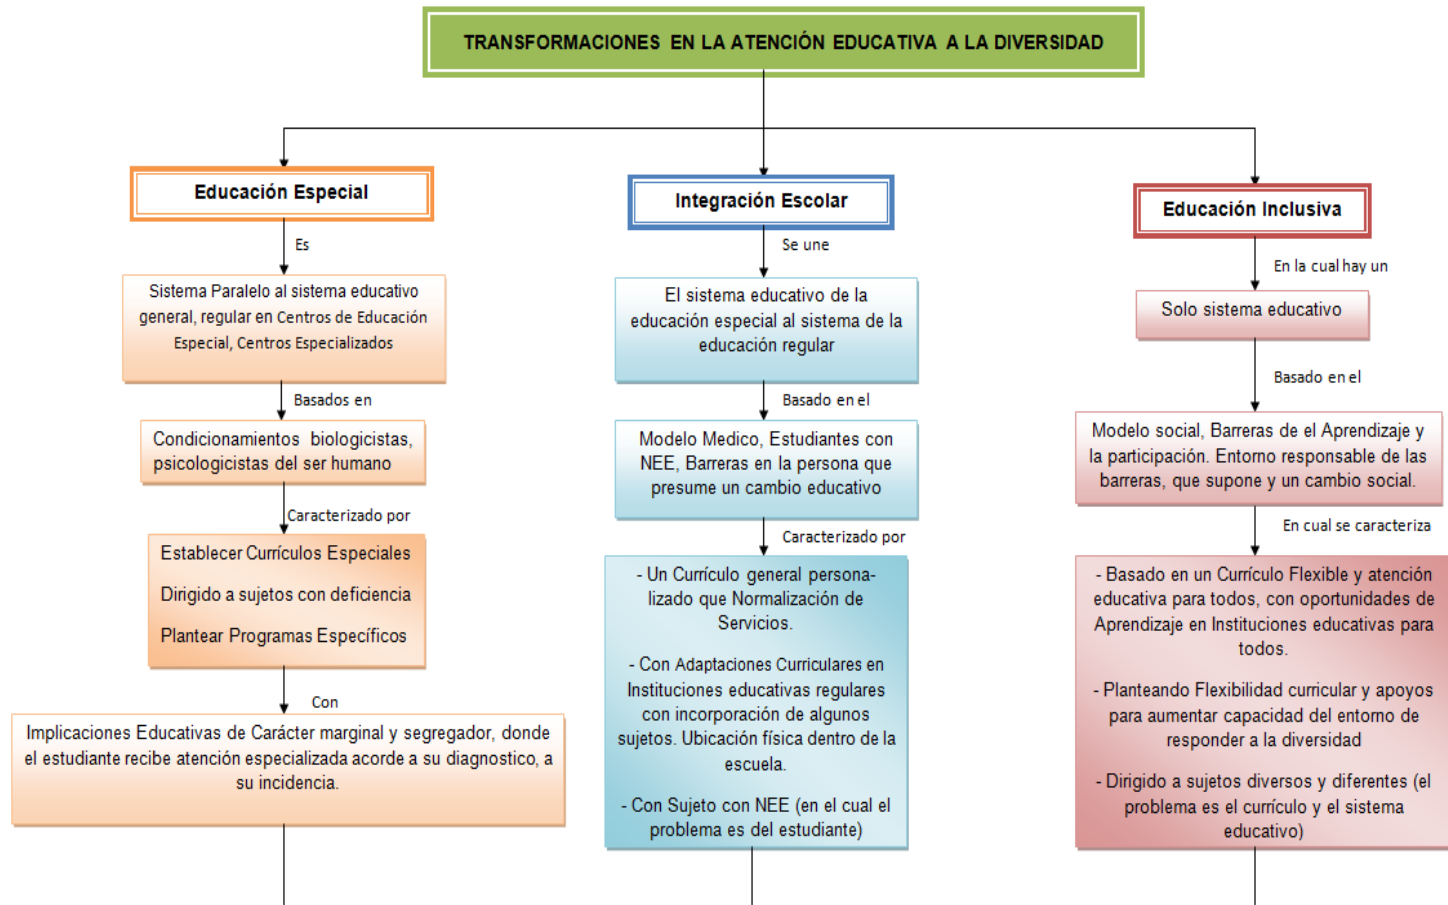 TRANSFORMACIONES EN LA ATENCIÓN EDUCATIVA A LA DIVERSIDAD
Educación Especial
Es
Sistema Paralelo al sistema educativo
general, regular en Centros de Educación
Especial, Centros Especializados
Basados en
Condicionamientos biologicistas,
psicologicistas del ser humano
Caracterizado por
Establecer Currículos Especiales
Dirigido a sujetos con deficiencia
Plantear Programas Específicos
Con
Implicaciones Educativas de Carácter marginal y segregador, donde
el estudiante recibe atención especializada acorde a su diagnostico, a
su incidencia.
Integración Escolar
Se une
El sistema educativo de la
educación especial al sistema de la
educación regular
Basado en el
Modelo Medico, Estudiantes con
NEE, Barreras en la persona que
presume un cambio educativo
Caracterizado por
- Un Currículo general persona-
lizado que Normalización de
Servicios.
- Con Adaptaciones Curriculares en
Instituciones educativas regulares
con incorporación de algunos
sujetos. Ubicación física dentro de la
escuela.
- Con Sujeto con NEE (en el cual el
problema es del estudiante)
Educación Inclusiva
En la cual hay un
Solo sistema educativo
Basado en el
Modelo social, Barreras de el Aprendizaje y
la participación. Entorno responsable de las
barreras, que supone y un cambio social.
En cual se caracteriza
- Basado en un Currículo Flexible y atención
educativa para todos, con oportunidades de
Aprendizaje en Instituciones educativas para
todos.
- Planteando Flexibilidad curricular y apoyos
para aumentar capacidad del entorno de
responder a la diversidad
- Dirigido a sujetos diversos y diferentes (el
problema es el currículo y el sistema
educativo)